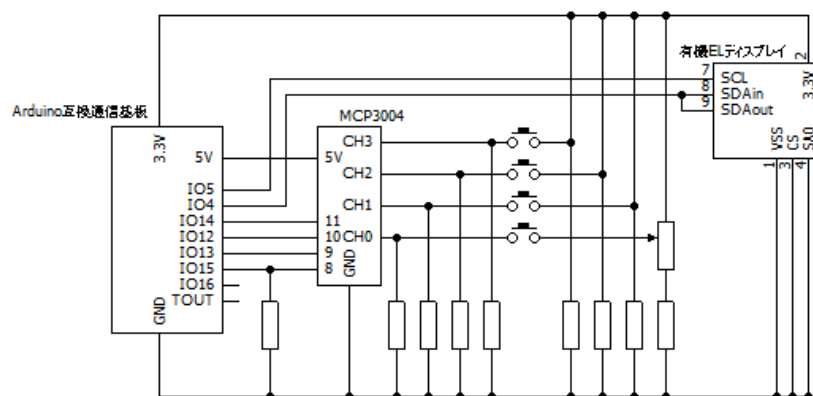 有機ELディスプレイ
2
7
SCL
3.3V
8
SDAin
9
SDAout
VSS
CS
SA0
1
3
4
Arduino互換通信基板
3.3V
5V
IO5
IO4
IO14
IO12
IO13
IO15
IO16
TOUT
GND
MCP3004
CH3
5V
CH2
CH1
11
10
CH0
9
8
GND